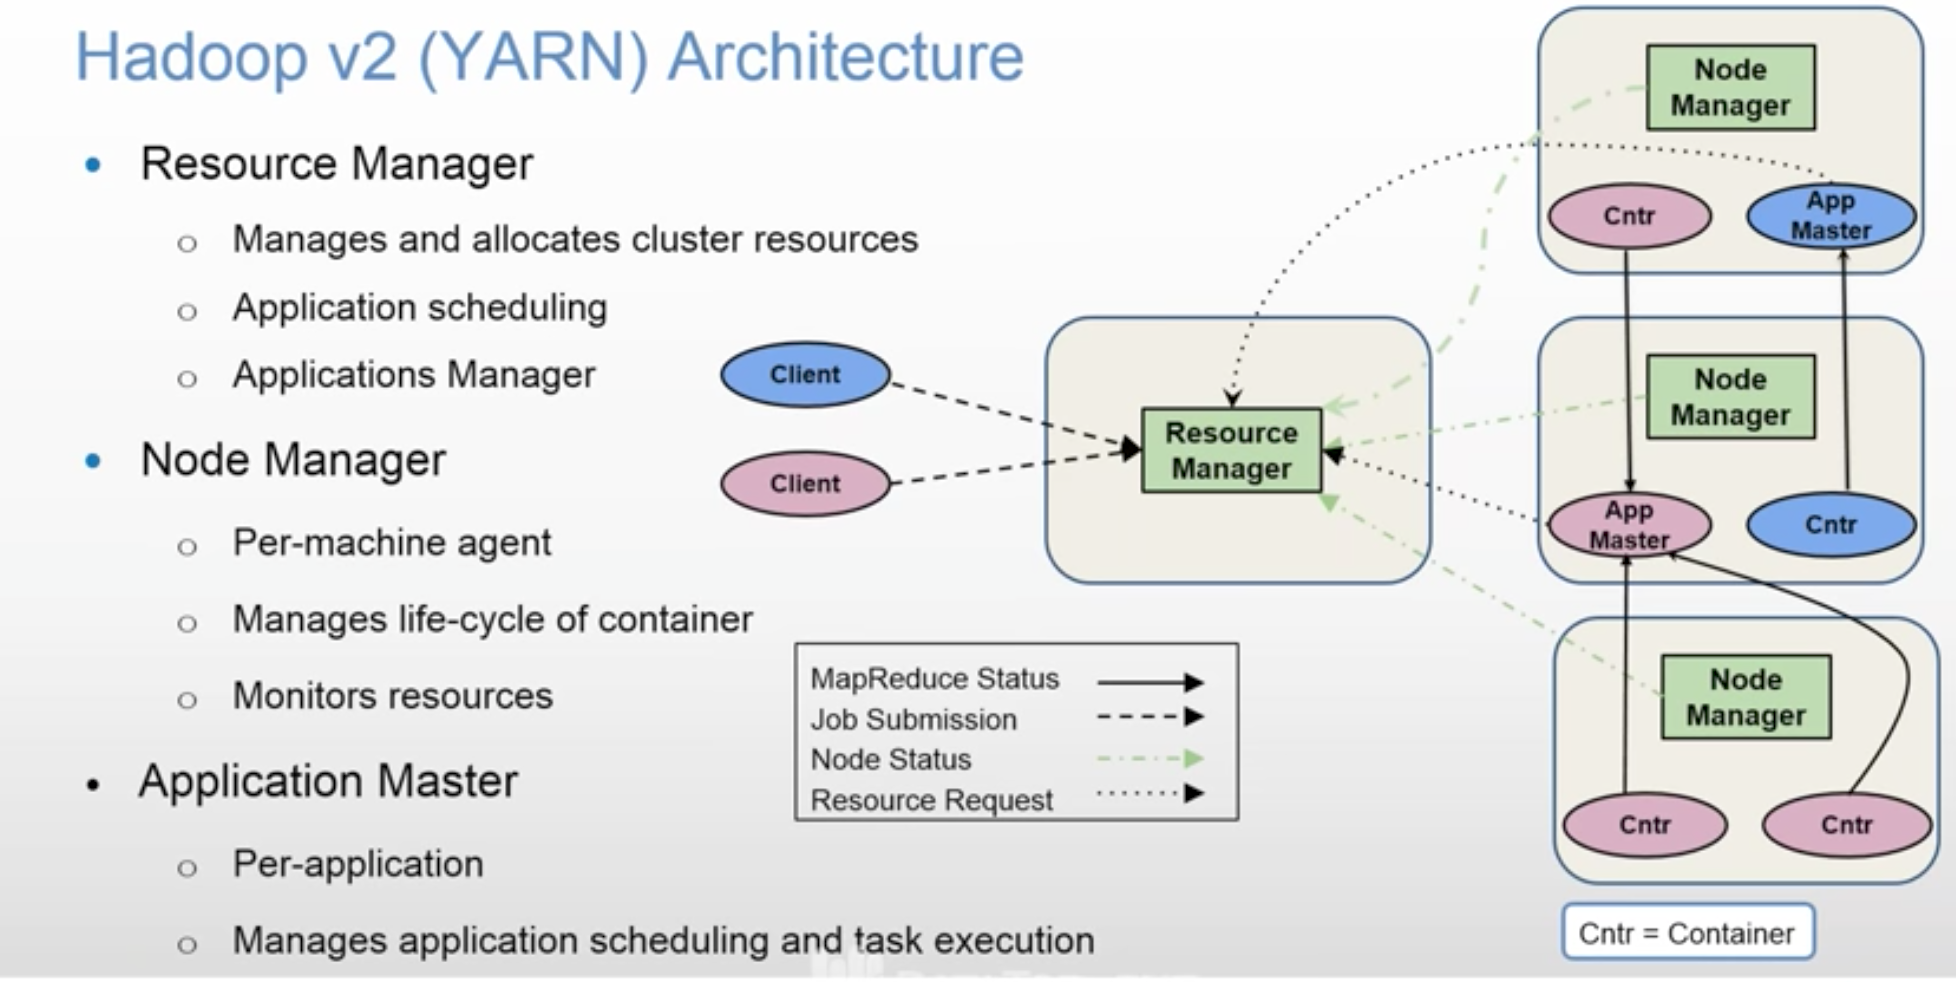 Hadoop v2 (YARN) Architecture
• Resource Manager
o Manages and allocates cluster resources
o Application scheduling
o Applications Manager
• Node Manager
o Per-machine agent
o Manages life-cycle of container
o Monitors resources
• Application Master
o Per-application
o Manages application scheduling and task execution
Client
Client
Resource
Manager
Node
Manager
Cntr
App
Master
Node
Manager
App
Master
Cntr
Node
Manager
Cntr
Cntr
MapReduce Status
Job Submission
Node Status
Resource Request
Cntr = Container